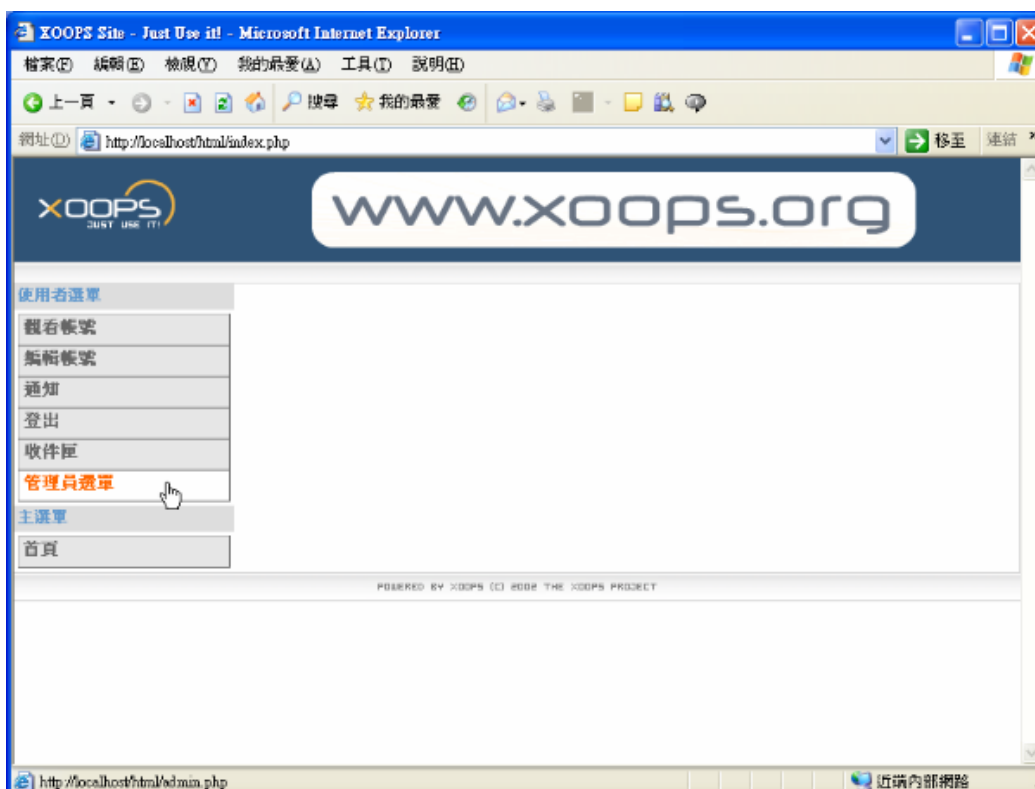 XOOPS Site - Just Use it! - Microsoft Internet Explorer
檔案(F) 編輯(E) 檢視(V) 我的最愛(A) 工具(T) 說明(H)
上一頁 搜尋 我的最愛
網址(D) http://localhost/html/index.php 移至 連結 »
XOOPS JUST USE IT! www.xoops.org
使用者選單
觀看帳號
編輯帳號
通知
登出
收件匣
管理員選單
主選單
首頁
POWERED BY XOOPS (C) 2002 THE XOOPS PROJECT
http://localhost/html/admin.php 近端內部網路